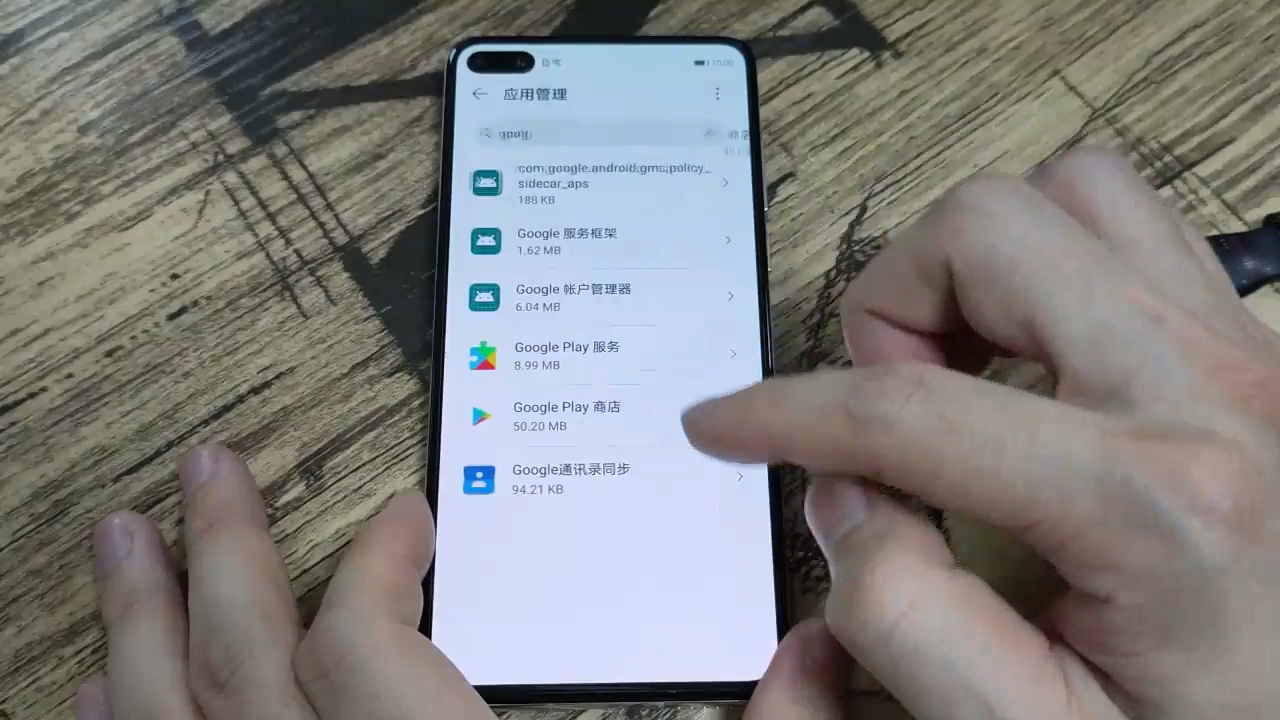 应用管理
goog
com.google.android.gms.policy_
sidecar_aps
188 KB
Google 服务框架
1.62 MB
Google 帐户管理器
6.04 MB
Google Play 服务
8.99 MB
Google Play 商店
50.20 MB
Google通讯录同步
94.21 KB